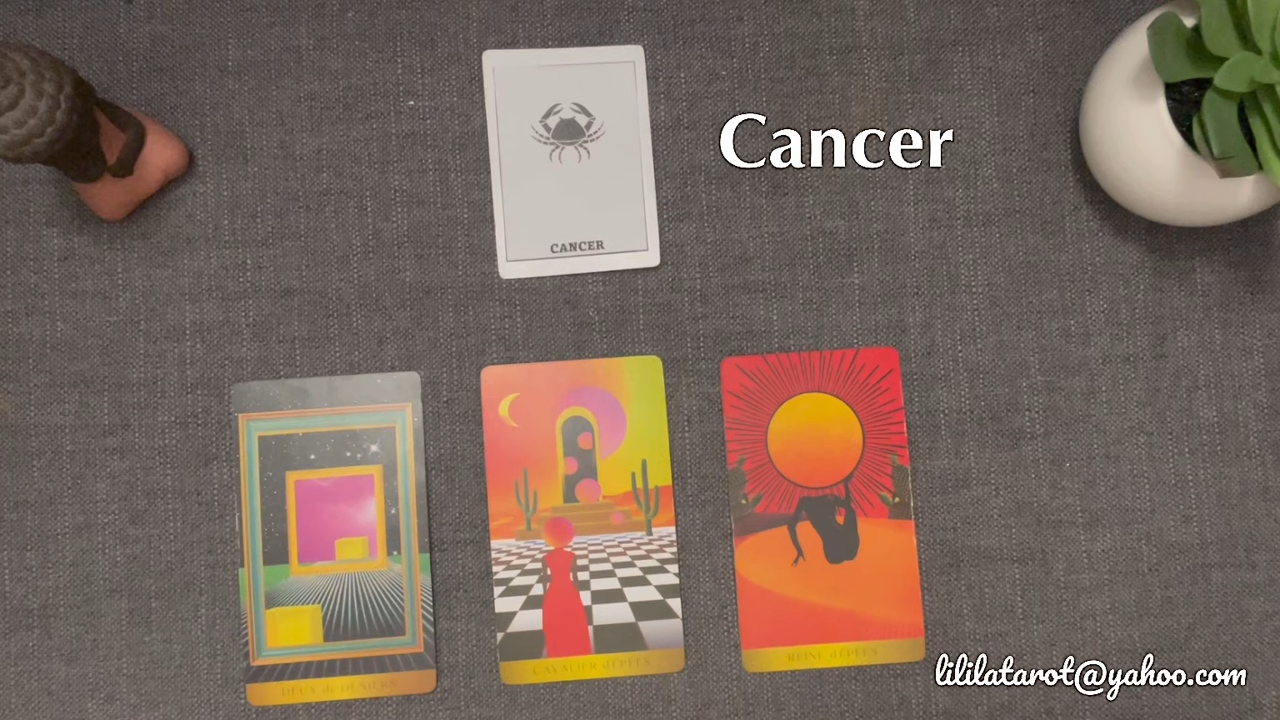 Cancer
CANCER
DEUX de DENIERS
CAVALIER d'ÉPÉES
REINE d'ÉPÉES
lililatarot@yahoo.com